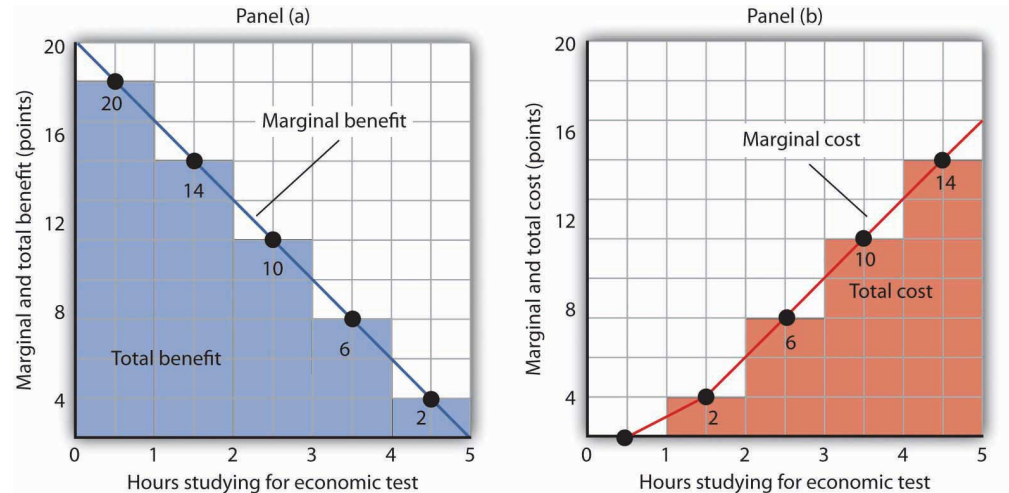 Panel (a)
Marginal and total benefit (points)
20
16
12
8
4
20
14
10
6
2
Marginal benefit
Total benefit
0 1 2 3 4 5
Hours studying for economic test
Panel (b)
Marginal and total cost (points)
20
16
12
8
4
Marginal cost
14
10
Total cost
6
2
0 1 2 3 4 5
Hours studying for economic test